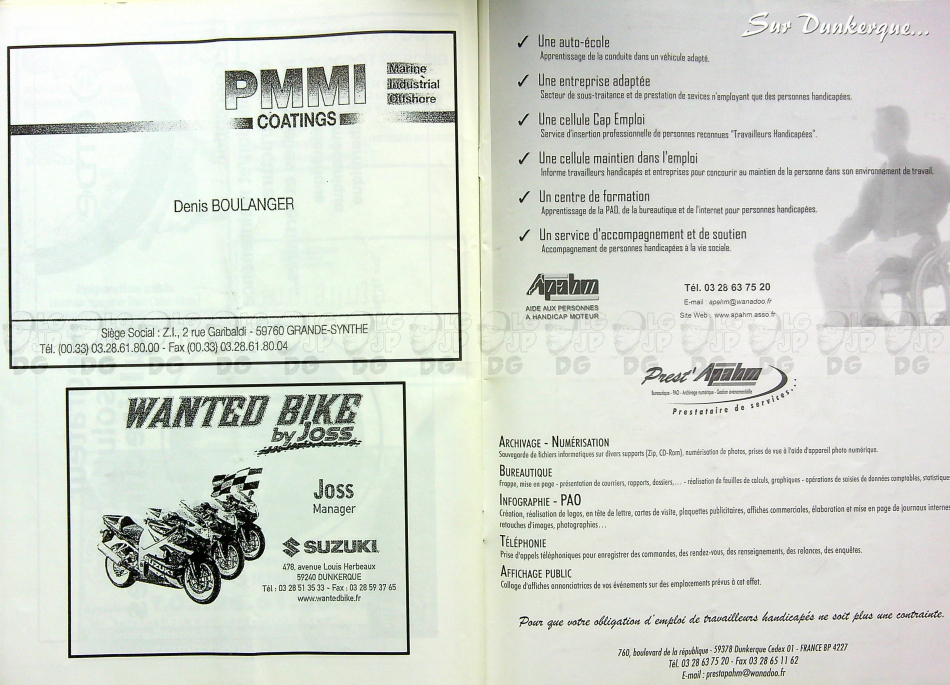 PMMI
COATINGS
Marine
Industrial
Offshore
Denis BOULANGER
Siège Social : Z.I., 2 rue Garibaldi - 59760 GRANDE-SYNTHE
Tél. (00.33) 03.28.61.80.00 - Fax (00.33) 03.28.61.80.04
WANTED BIKE
by Joss
Joss
Manager
SUZUKI
478, avenue Louis Herbeaux
59240 DUNKERQUE
Tél : 03 28 51 35 33 - Fax : 03 28 59 37 65
www.wantedbike.fr
Sur Dunkerque...
✓ Une auto-école
Apprentissage de la conduite dans un véhicule adapté.
✓ Une entreprise adaptée
Secteur de sous-traitance et de prestation de sevices n'employant que des personnes handicapées.
✓ Une cellule Cap Emploi
Service d'insertion professionnelle de personnes reconnues "Travailleurs Handicapées".
✓ Une cellule maintien dans l'emploi
Informe travailleurs handicapés et entreprises pour concourir au maintien de la personne dans son environnement de travail.
✓ Un centre de formation
Apprentissage de la PAO, de la bureautique et de l'internet pour personnes handicapées.
✓ Un service d'accompagnement et de soutien
Accompagnement de personnes handicapées à la vie sociale.
Apahm
AIDE AUX PERSONNES
A HANDICAP MOTEUR
Tél. 03 28 63 75 20
E-mail : apahm@wanadoo.fr
Site Web : www.apahm.asso.fr
JP
DG
Prest' Apahm
Bureautique - PAO - Archivage numérique - Gestion évènementielle
Prestataire de services...
ARCHIVAGE - NUMÉRISATION
Sauvegarde de fichiers informatiques sur divers supports (Zip, CD-Rom), numérisation de photos, prises de vue à l'aide d'appareil photo numérique.
BUREAUTIQUE
Frappe, mise en page - présentation de courriers, rapports, dossiers,... - réalisation de feuilles de calculs, graphiques - opérations de saisies de données comptables, statistique
INFOGRAPHIE - PAO
Création, réalisation de logos, en tête de lettre, cartes de visite, plaquettes publicitaires, affiches commerciales, élaboration et mise en page de journaux internes
retouches d'images, photographies...
TÉLÉPHONIE
Prise d'appels téléphoniques pour enregistrer des commandes, des rendez-vous, des renseignements, des relances, des enquêtes.
AFFICHAGE PUBLIC
Collage d'affiches annonciatrices de vos événements sur des emplacements prévus à cet effet.
Pour que votre obligation d'emploi de travailleurs handicapés ne soit plus une contrainte.
760, boulevard de la république - 59378 Dunkerque Cedex 01 - FRANCE BP 4227
Tél. 03 28 63 75 20 - Fax 03 28 65 11 62
E-mail : prestapahm@wanadoo.fr